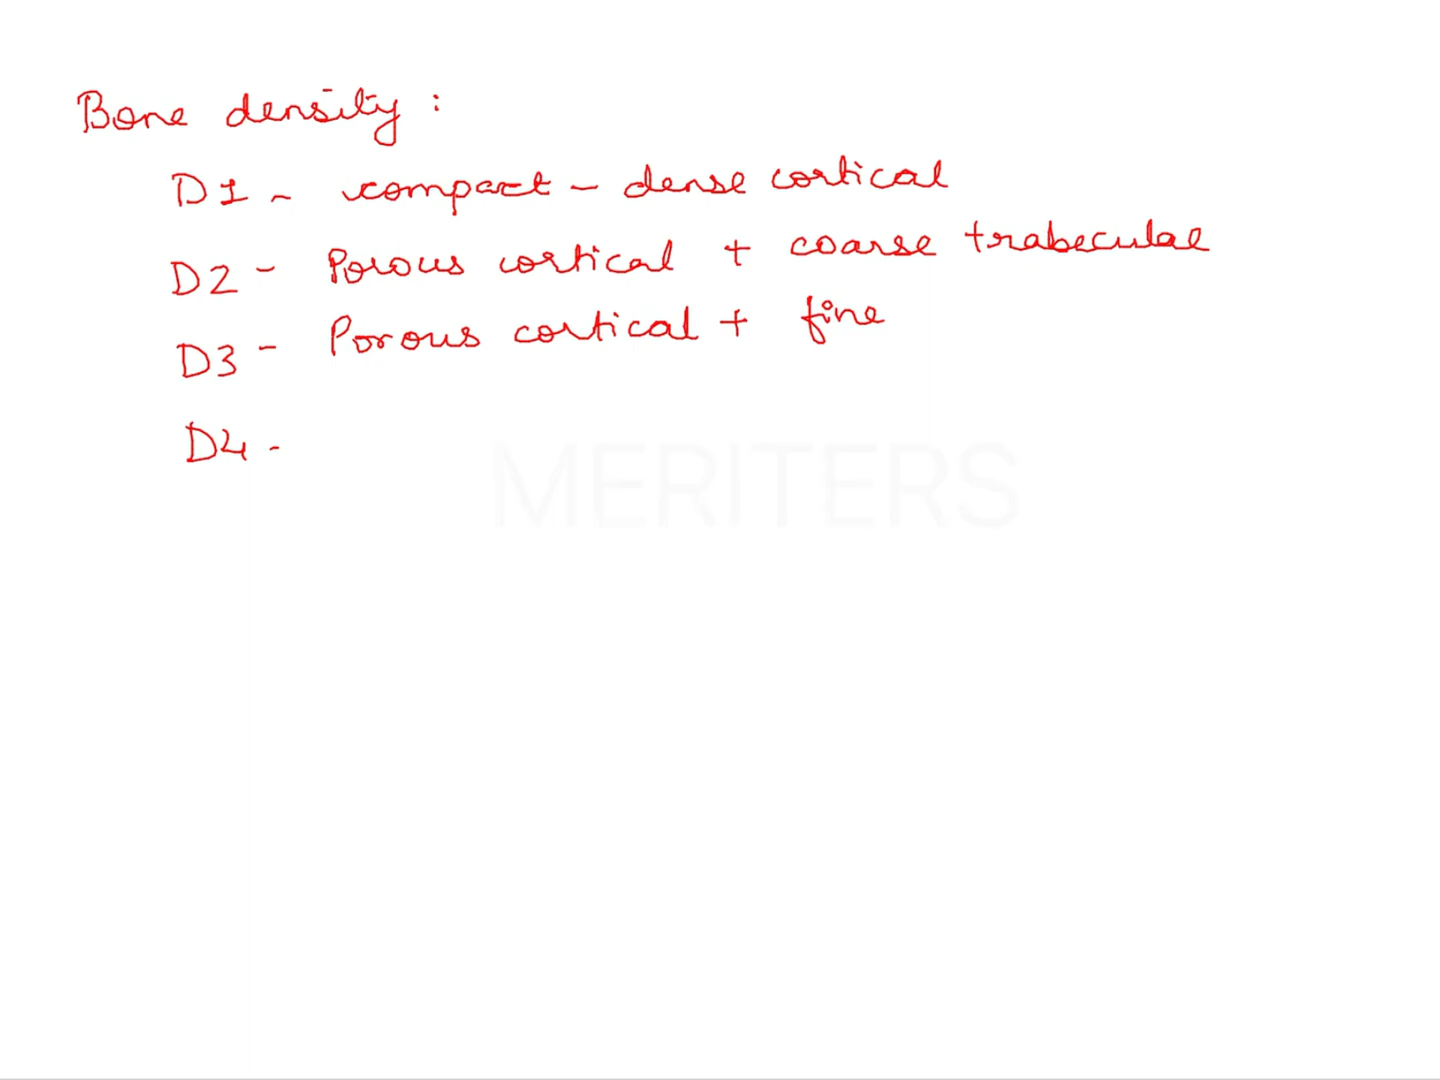 Bone density :
D1 - compact - dense cortical
D2 - Porous cortical + coarse trabeculae
D3 - Porous cortical + fine
D4 -
MERITERS